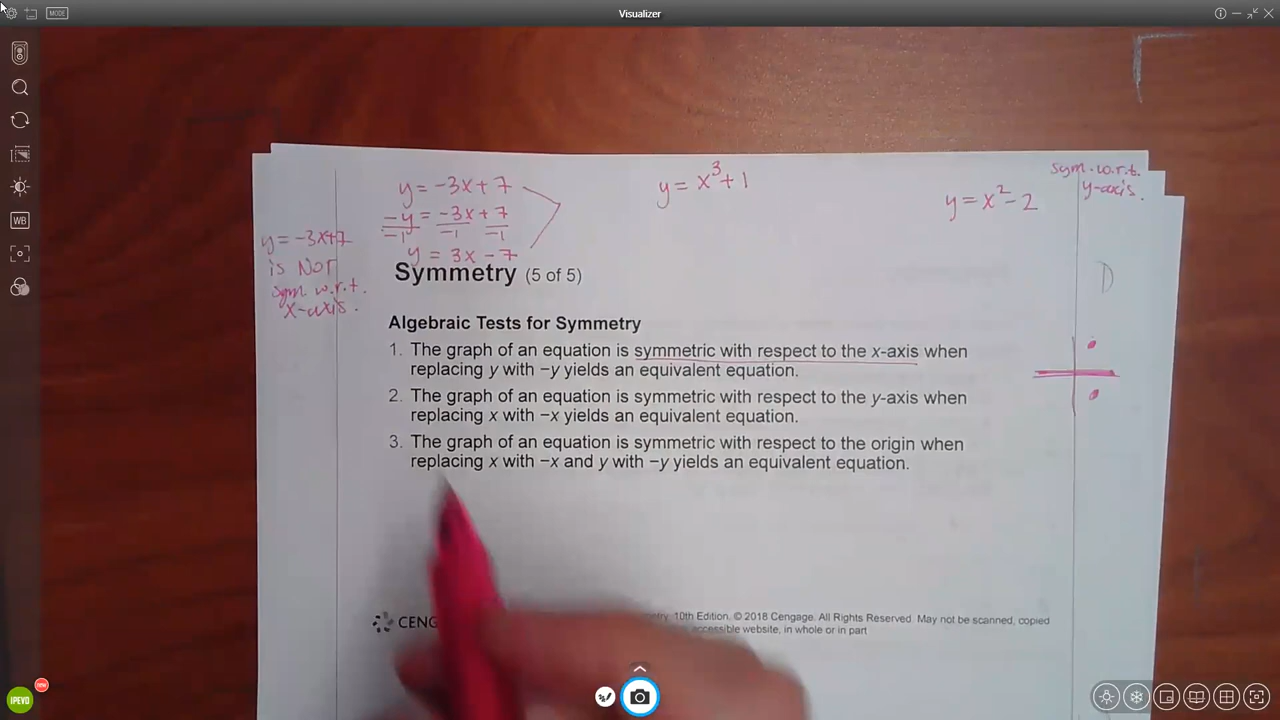 MODE
Visualizer
WB
y = -3x + 7
-y = -3x + 7
-1 -1 -1
y = 3x - 7
y = x³ + 1
y = x² - 2
sym. w.r.t.
y-axis.
y = -3x + 7
is NOT
sym. w.r.t.
x-axis.
Symmetry (5 of 5)
Algebraic Tests for Symmetry
1. The graph of an equation is symmetric with respect to the x-axis when
replacing y with −y yields an equivalent equation.
2. The graph of an equation is symmetric with respect to the y-axis when
replacing x with −x yields an equivalent equation.
3. The graph of an equation is symmetric with respect to the origin when
replacing x with −x and y with −y yields an equivalent equation.
D
CENG
10th Edition, © 2018 Cengage. All Rights Reserved. May not be scanned, copied
accessible website, in whole or in part
IPEVO
new